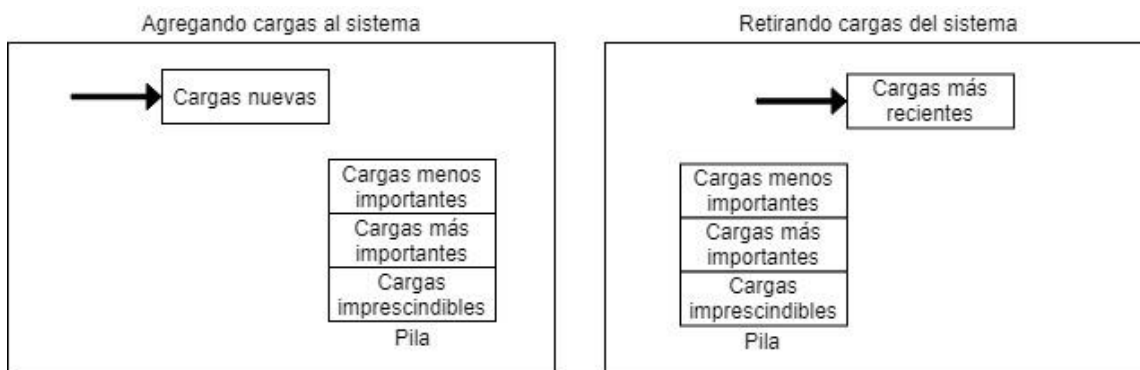 Agregando cargas al sistema
Cargas nuevas
Cargas menos
importantes
Cargas más
importantes
Cargas
imprescindibles
Pila
Retirando cargas del sistema
Cargas más
recientes
Cargas menos
importantes
Cargas más
importantes
Cargas
imprescindibles
Pila